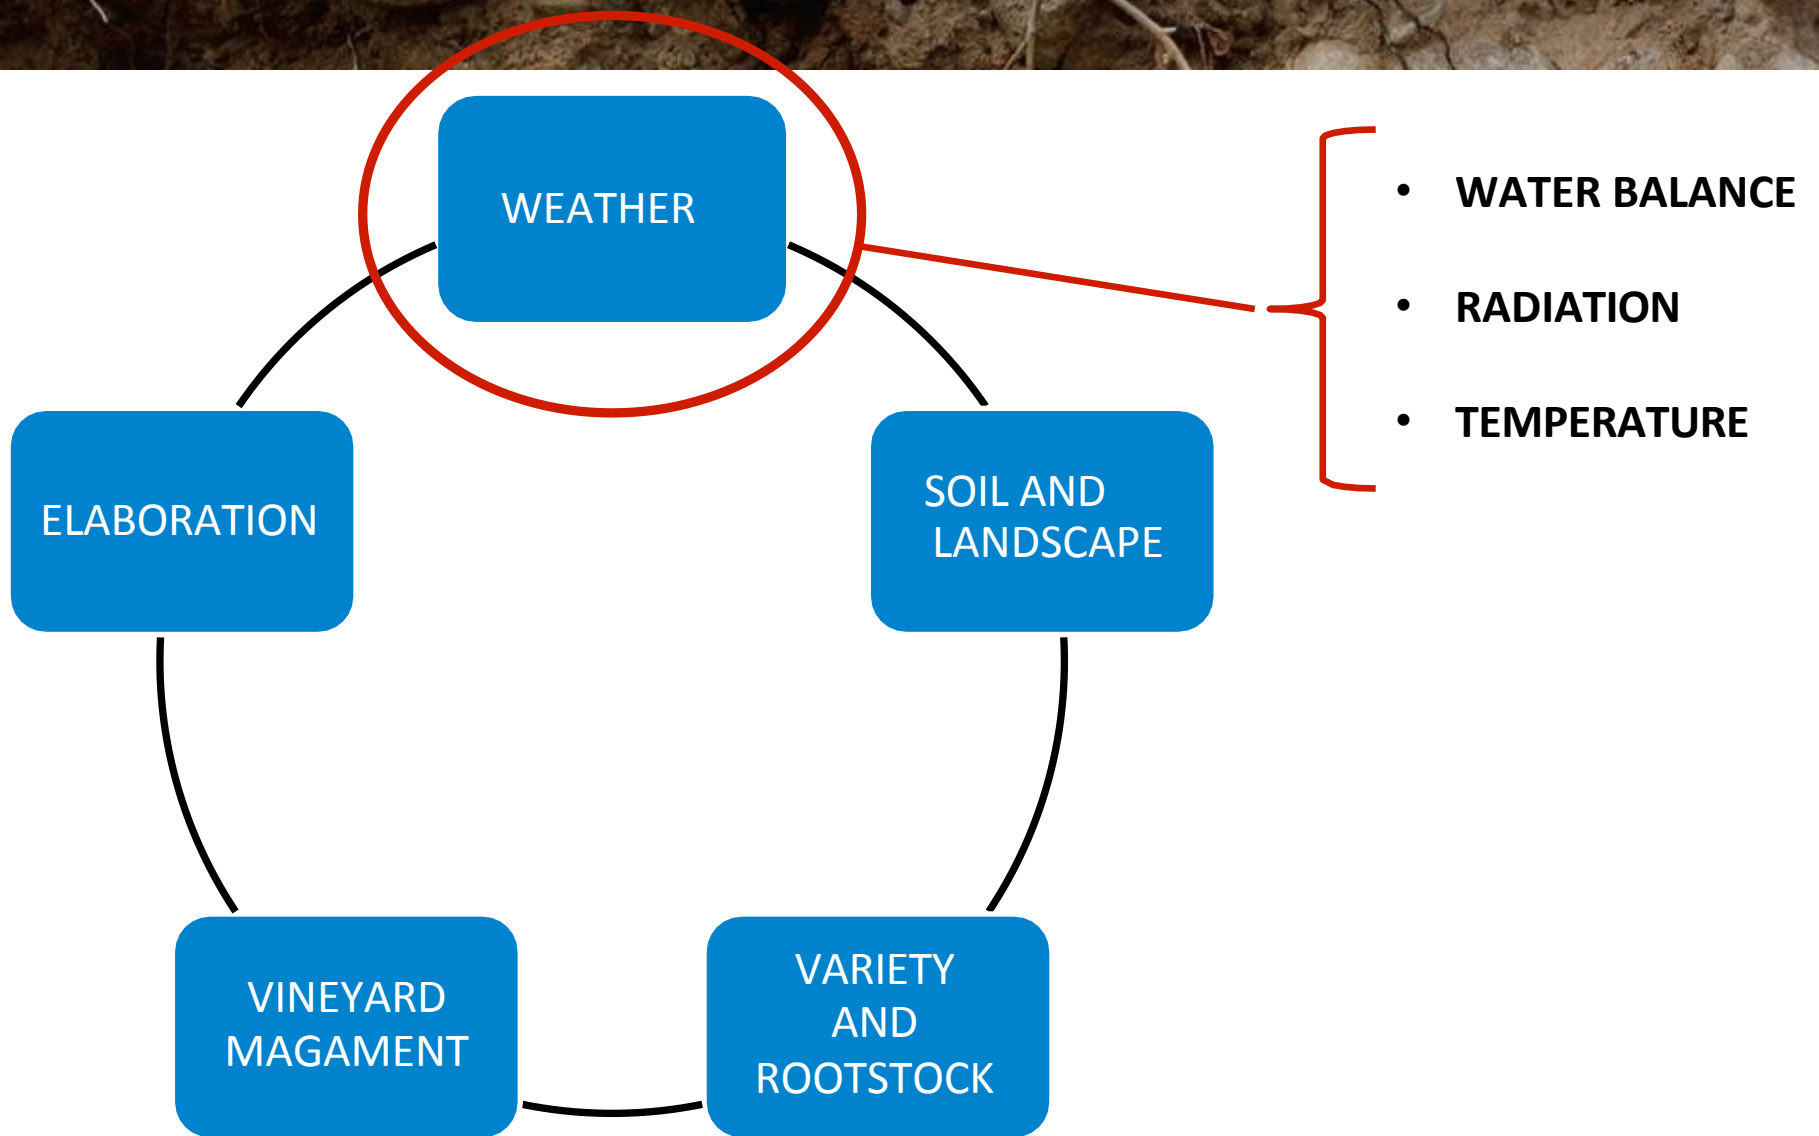 WEATHER
• WATER BALANCE
• RADIATION
• TEMPERATURE
SOIL AND
LANDSCAPE
ELABORATION
VARIETY
AND
ROOTSTOCK
VINEYARD
MAGAMENT